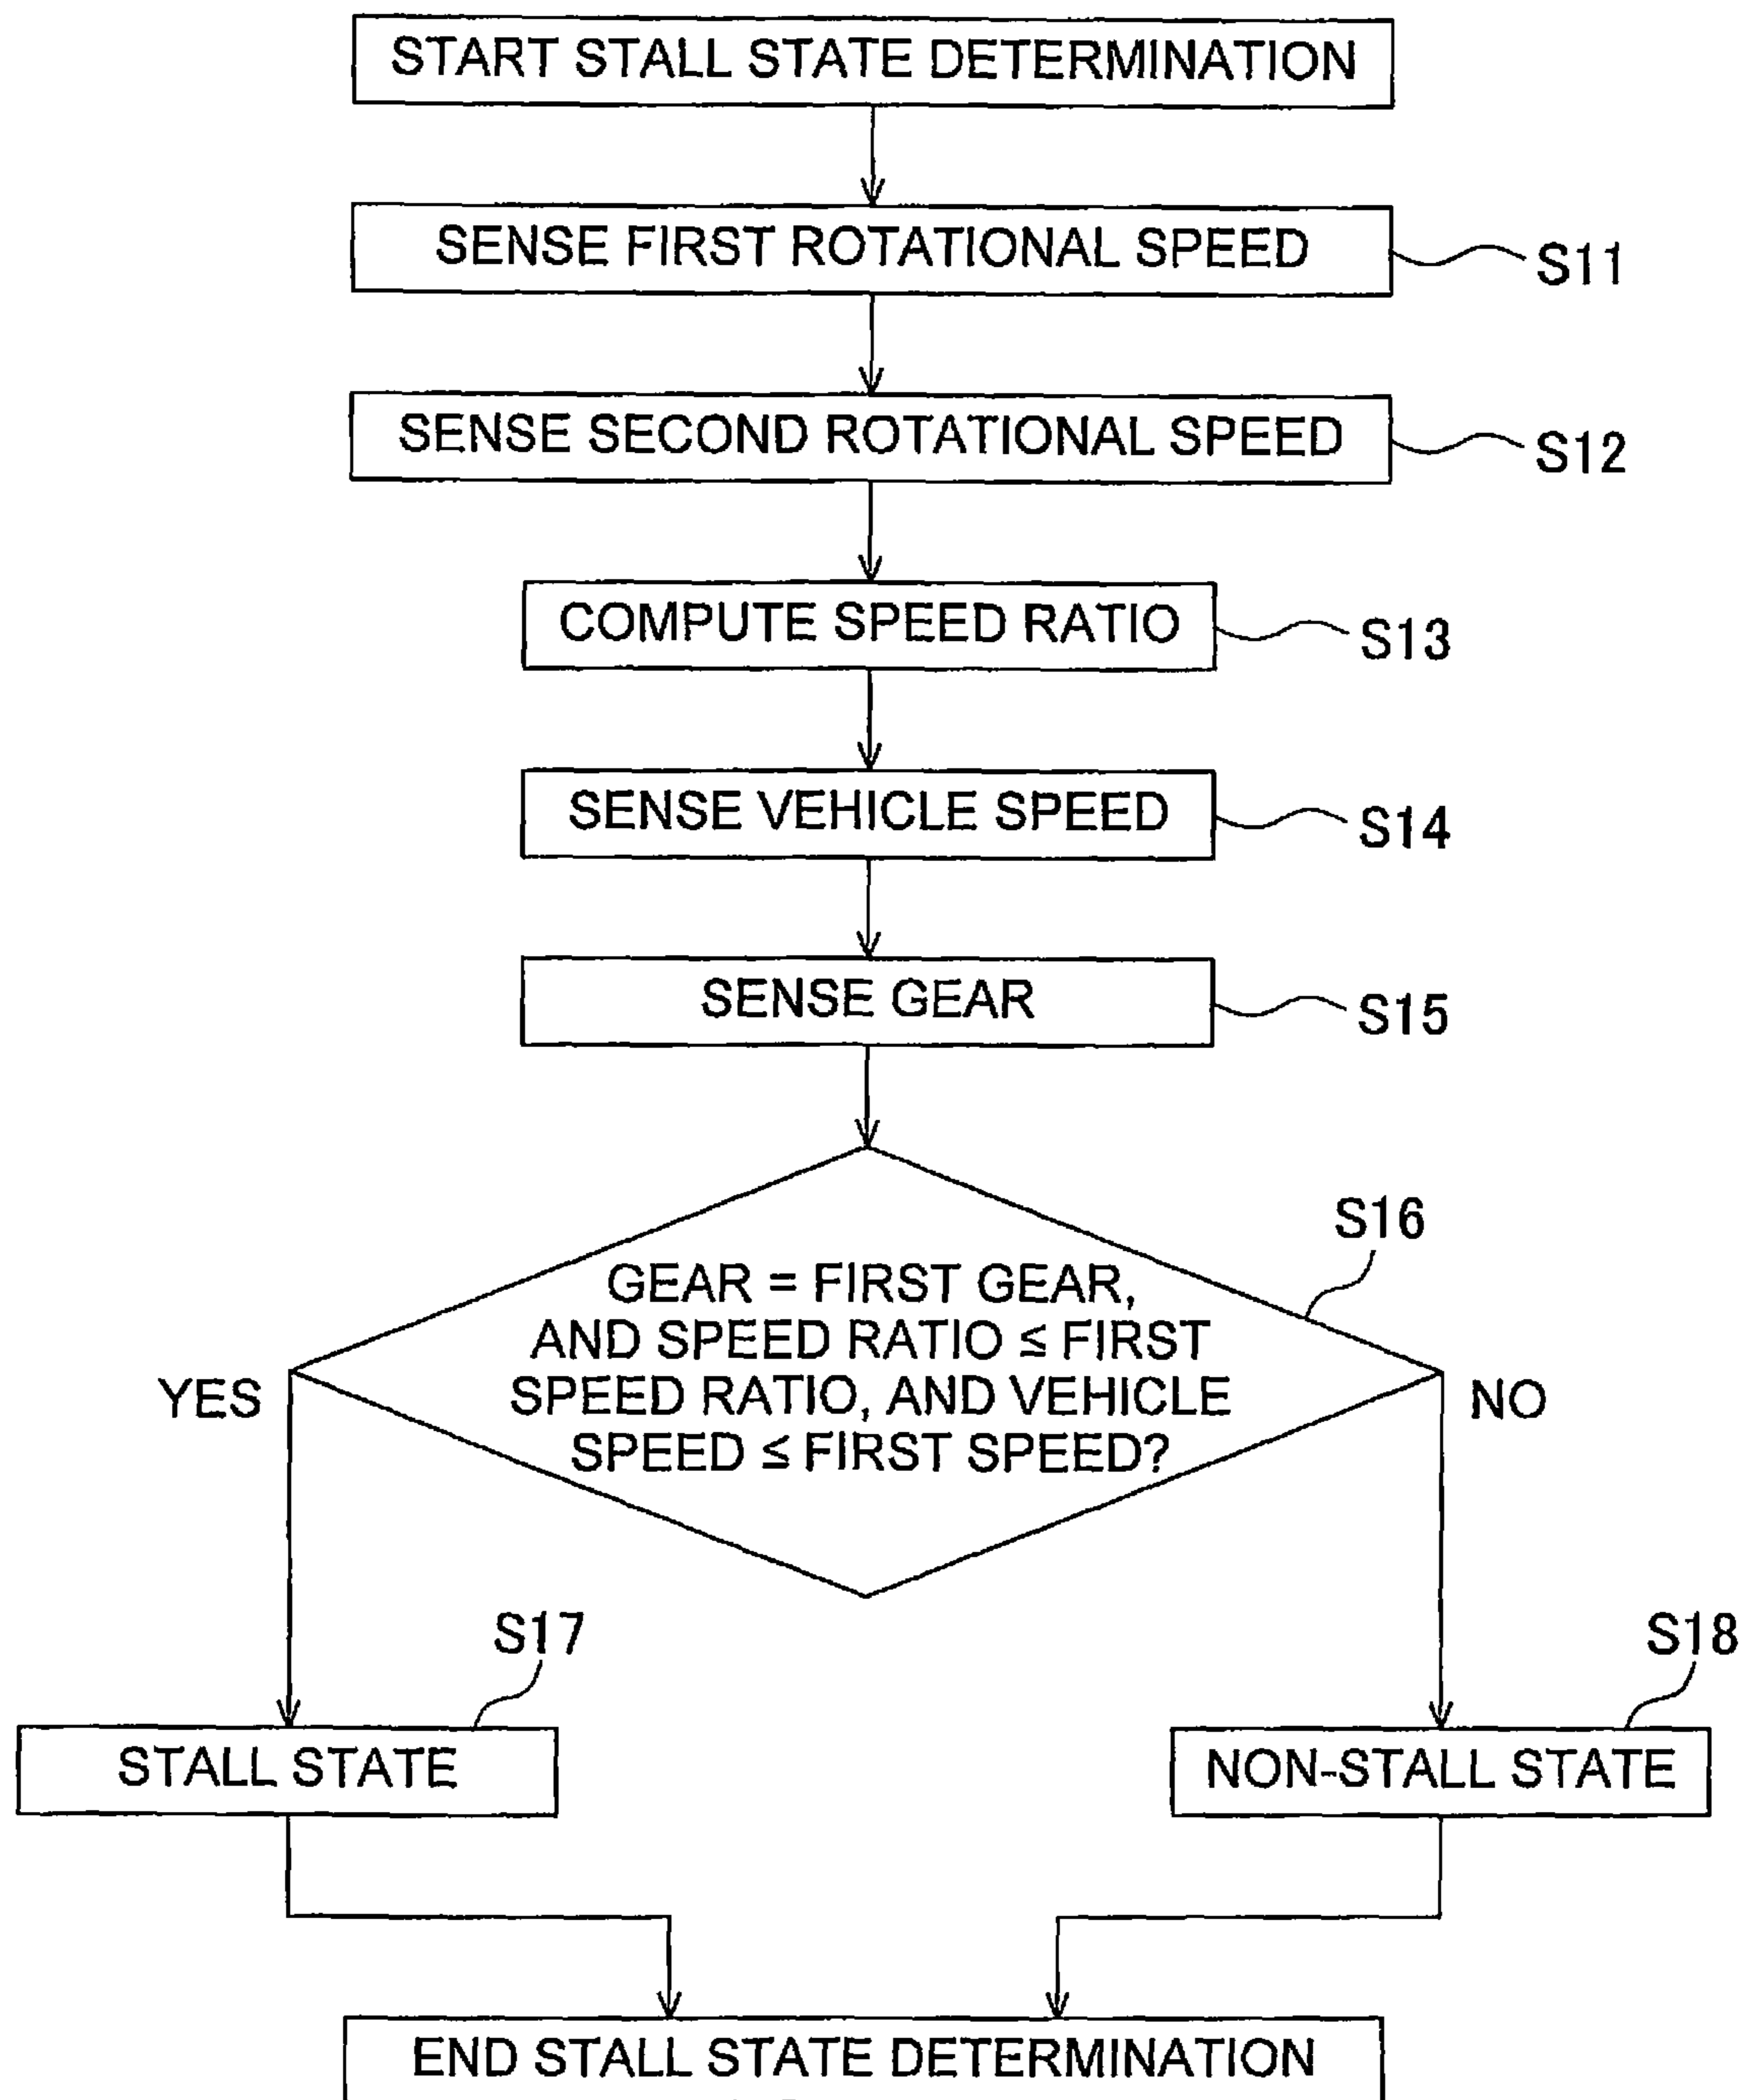 START STALL STATE DETERMINATION
SENSE FIRST ROTATIONAL SPEED
S11
SENSE SECOND ROTATIONAL SPEED
S12
COMPUTE SPEED RATIO
S13
SENSE VEHICLE SPEED
S14
SENSE GEAR
S15
S16
GEAR = FIRST GEAR,
AND SPEED RATIO ≤ FIRST
SPEED RATIO, AND VEHICLE
SPEED ≤ FIRST SPEED?
YES
NO
S17
S18
STALL STATE
NON-STALL STATE
END STALL STATE DETERMINATION